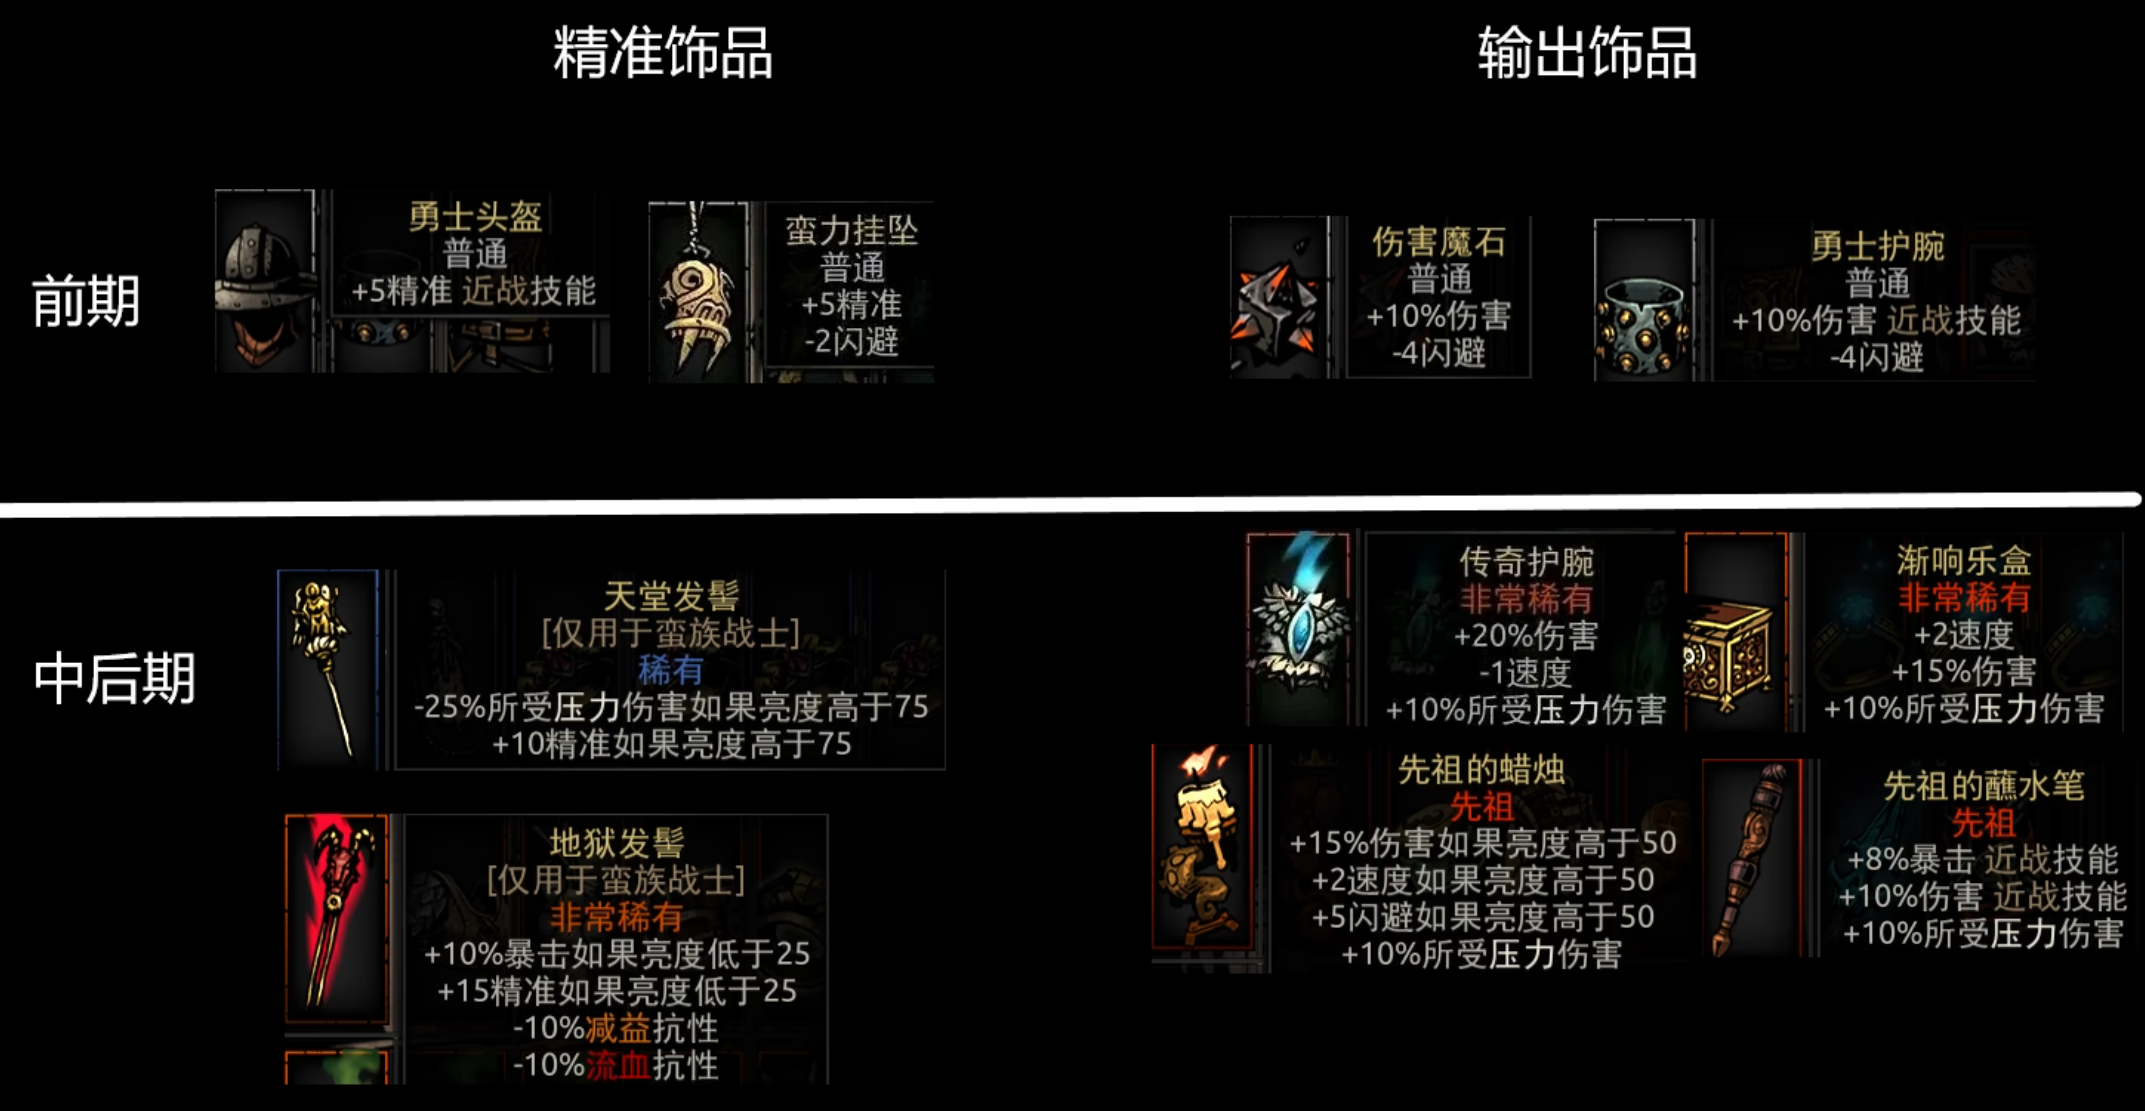 精准饰品
输出饰品
前期
勇士头盔
普通
+5精准 近战技能
蛮力挂坠
普通
+5精准
-2闪避
伤害魔石
普通
+10%伤害
-4闪避
勇士护腕
普通
+10%伤害 近战技能
-4闪避
中后期
天堂发髻
[仅用于蛮族战士]
稀有
-25%所受压力伤害如果亮度高于75
+10精准如果亮度高于75
地狱发髻
[仅用于蛮族战士]
非常稀有
+10%暴击如果亮度低于25
+15精准如果亮度低于25
-10%减益抗性
-10%流血抗性
传奇护腕
非常稀有
+20%伤害
-1速度
+10%所受压力伤害
渐响乐盒
非常稀有
+2速度
+15%伤害
+10%所受压力伤害
先祖的蜡烛
先祖
+15%伤害如果亮度高于50
+2速度如果亮度高于50
+5闪避如果亮度高于50
+10%所受压力伤害
先祖的蘸水笔
先祖
+8%暴击 近战技能
+10%伤害 近战技能
+10%所受压力伤害